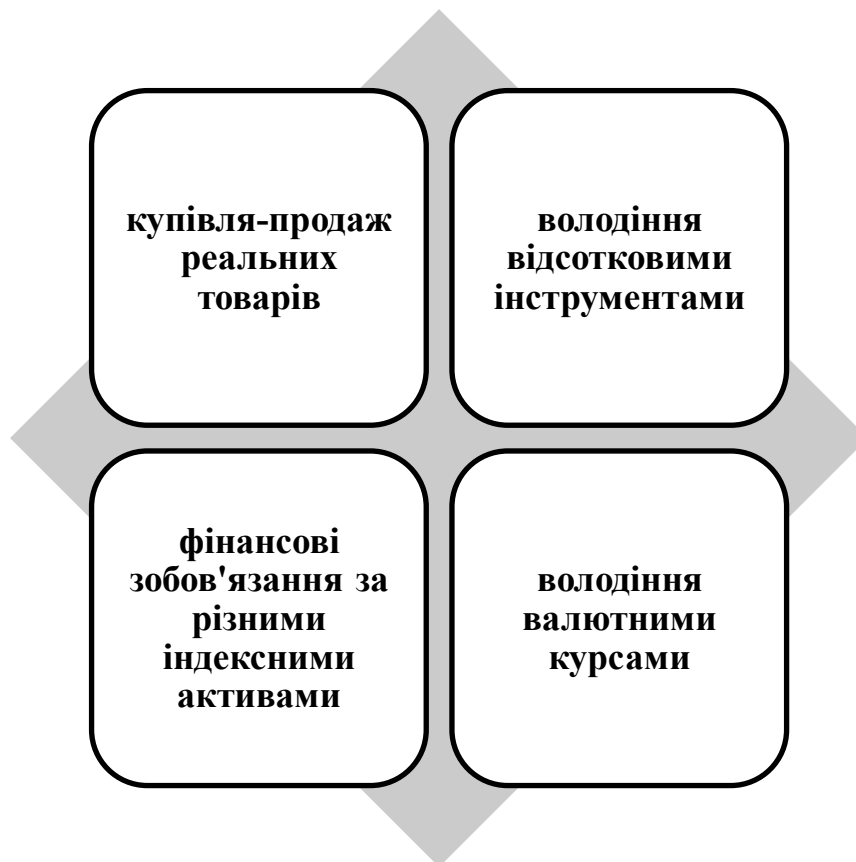 купівля-продаж
реальних
товарів
володіння
відсотковими
інструментами
фінансові
зобов'язання за
різними
індексними
активами
володіння
валютними
курсами